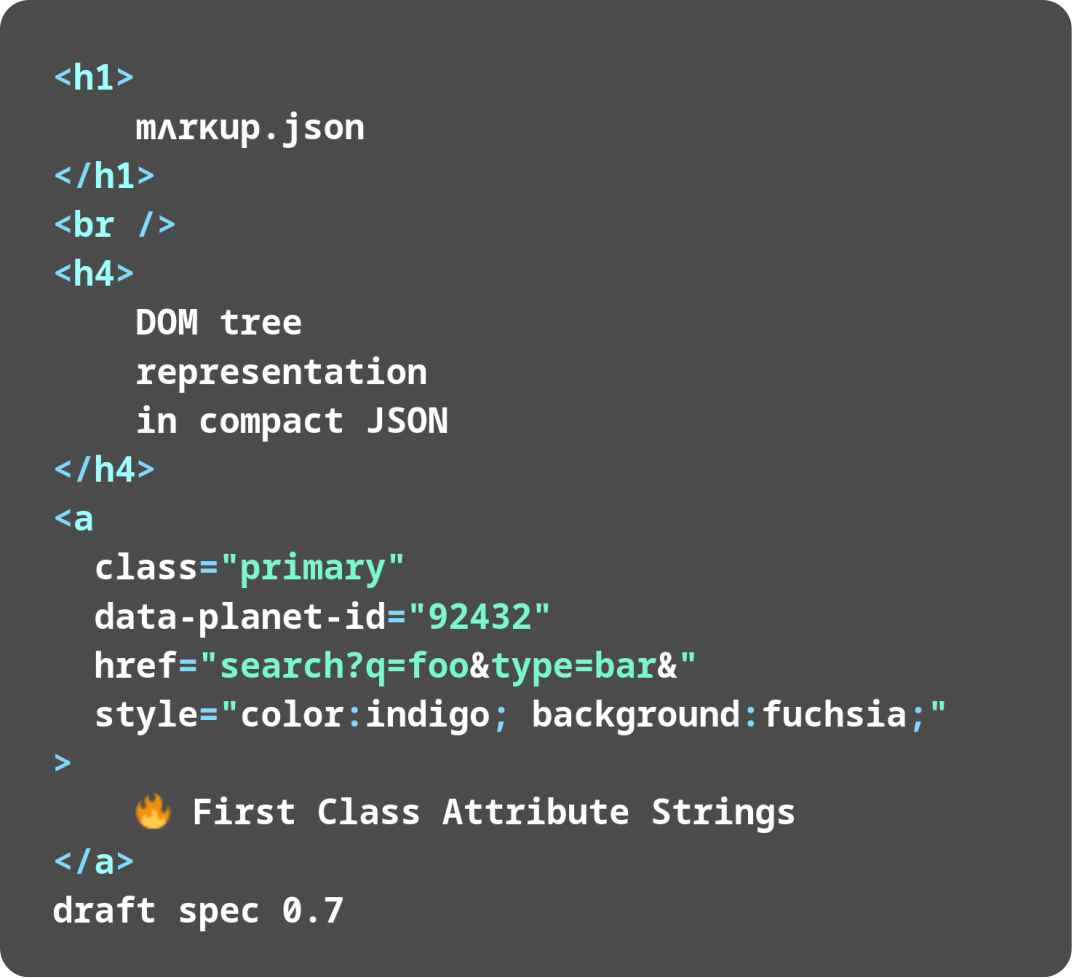 <h1>
    mʌrκup.json
</h1>
<br />
<h4>
    DOM tree
    representation
    in compact JSON
</h4>
<a
  class="primary"
  data-planet-id="92432"
  href="search?q=foo&type=bar&"
  style="color:indigo; background:fuchsia;"
>
    🔥 First Class Attribute Strings
</a>
draft spec 0.7